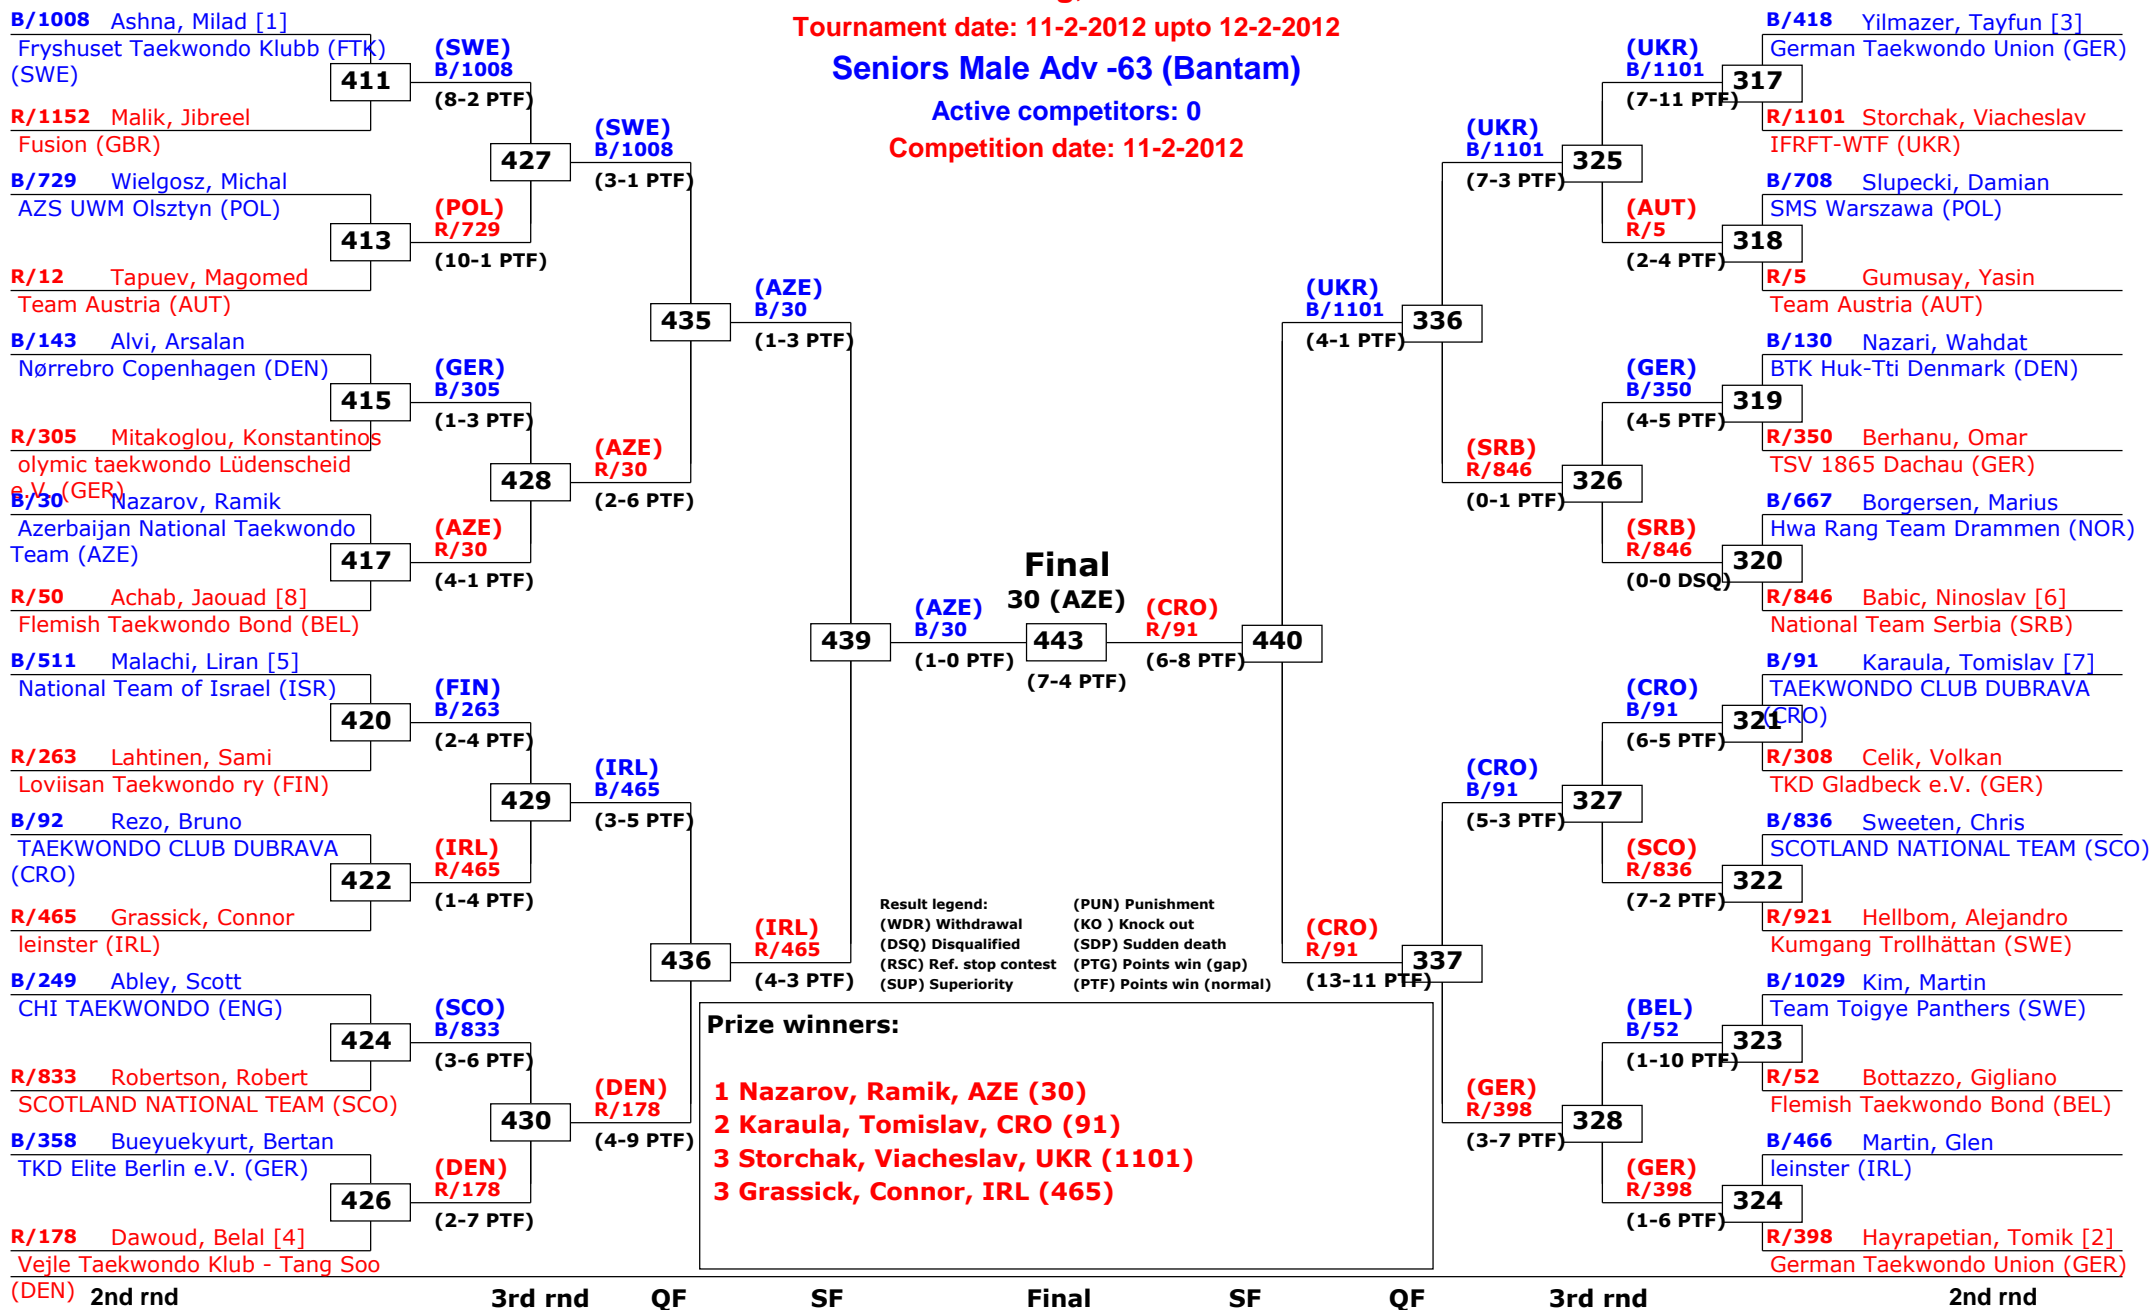 Tournament date: 11-2-2012 upto 12-2-2012
Seniors Male Adv -63 (Bantam)
Active competitors: 0
Competition date: 11-2-2012
B/1008 Ashna, Milad [1]
Fryshuset Taekwondo Klubb (FTK)
(SWE)
411
R/1152 Malik, Jibreel
Fusion (GBR)
B/729 Wielgosz, Michal
AZS UWM Olsztyn (POL)
413
R/12 Tapuev, Magomed
Team Austria (AUT)
B/143 Alvi, Arsalan
Nørrebro Copenhagen (DEN)
415
R/305 Mitakoglou, Konstantinos
olymic taekwondo Lüdenscheid
e.V. (GER)
B/30 Nazarov, Ramik
Azerbaijan National Taekwondo
Team (AZE)
417
R/50 Achab, Jaouad [8]
Flemish Taekwondo Bond (BEL)
B/511 Malachi, Liran [5]
National Team of Israel (ISR)
420
R/263 Lahtinen, Sami
Loviisan Taekwondo ry (FIN)
B/92 Rezo, Bruno
TAEKWONDO CLUB DUBRAVA
(CRO)
422
R/465 Grassick, Connor
leinster (IRL)
B/249 Abley, Scott
CHI TAEKWONDO (ENG)
424
R/833 Robertson, Robert
SCOTLAND NATIONAL TEAM (SCO)
B/358 Bueyuekyurt, Bertan
TKD Elite Berlin e.V. (GER)
426
R/178 Dawoud, Belal [4]
Vejle Taekwondo Klub - Tang Soo
(DEN)
(SWE)
B/1008
(8-2 PTF)
427
(POL)
R/729
(10-1 PTF)
(GER)
B/305
(1-3 PTF)
428
(AZE)
R/30
(4-1 PTF)
(FIN)
B/263
(2-4 PTF)
429
(IRL)
R/465
(1-4 PTF)
(SCO)
B/833
(3-6 PTF)
430
(DEN)
R/178
(2-7 PTF)
(SWE)
B/1008
(3-1 PTF)
435
(AZE)
R/30
(2-6 PTF)
(IRL)
B/465
(3-5 PTF)
436
(DEN)
R/178
(4-9 PTF)
(AZE)
B/30
(1-3 PTF)
439
(IRL)
R/465
(4-3 PTF)
(AZE)
B/30
(1-0 PTF)
Final
30 (AZE)
443
(7-4 PTF)
(CRO)
R/91
(6-8 PTF)
440
(UKR)
B/1101
(4-1 PTF)
336
(CRO)
R/91
(13-11 PTF)
337
(UKR)
B/1101
(7-3 PTF)
325
(SRB)
R/846
(0-1 PTF)
326
(CRO)
B/91
(5-3 PTF)
327
(GER)
R/398
(3-7 PTF)
328
(UKR)
B/1101
(7-11 PTF)
317
(AUT)
R/5
(2-4 PTF)
318
(GER)
B/350
(4-5 PTF)
319
(SRB)
R/846
(0-0 DSQ)
320
(CRO)
B/91
(6-5 PTF)
321
(SCO)
R/836
(7-2 PTF)
322
(BEL)
B/52
(1-10 PTF)
323
(GER)
R/398
(1-6 PTF)
324
B/418 Yilmazer, Tayfun [3]
German Taekwondo Union (GER)
R/1101 Storchak, Viacheslav
IFRFT-WTF (UKR)
B/708 Slupecki, Damian
SMS Warszawa (POL)
R/5 Gumusay, Yasin
Team Austria (AUT)
B/130 Nazari, Wahdat
BTK Huk-Tti Denmark (DEN)
R/350 Berhanu, Omar
TSV 1865 Dachau (GER)
B/667 Borgersen, Marius
Hwa Rang Team Drammen (NOR)
R/846 Babic, Ninoslav [6]
National Team Serbia (SRB)
B/91 Karaula, Tomislav [7]
TAEKWONDO CLUB DUBRAVA
(CRO)
R/308 Celik, Volkan
TKD Gladbeck e.V. (GER)
B/836 Sweeten, Chris
SCOTLAND NATIONAL TEAM (SCO)
R/921 Hellbom, Alejandro
Kumgang Trollhättan (SWE)
B/1029 Kim, Martin
Team Toigye Panthers (SWE)
R/52 Bottazzo, Gigliano
Flemish Taekwondo Bond (BEL)
B/466 Martin, Glen
leinster (IRL)
R/398 Hayrapetian, Tomik [2]
German Taekwondo Union (GER)
Result legend: (PUN) Punishment
(WDR) Withdrawal (KO ) Knock out
(DSQ) Disqualified (SDP) Sudden death
(RSC) Ref. stop contest (PTG) Points win (gap)
(SUP) Superiority (PTF) Points win (normal)
Prize winners:
1 Nazarov, Ramik, AZE (30)
2 Karaula, Tomislav, CRO (91)
3 Storchak, Viacheslav, UKR (1101)
3 Grassick, Connor, IRL (465)
2nd rnd 3rd rnd QF SF Final SF QF 3rd rnd 2nd rnd